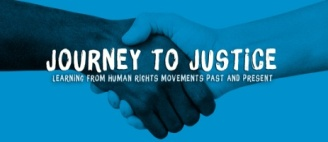 JOURNEY TO JUSTICE
LEARNING FROM HUMAN RIGHTS MOVEMENTS PAST AND PRESENT